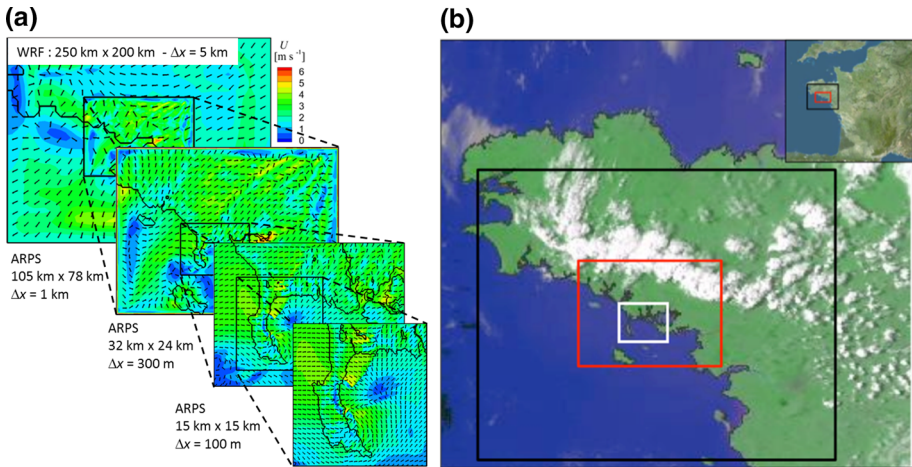 (a)
WRF : 250 km x 200 km - Δx = 5 km
U
[m s⁻¹]
6
5
4
3
2
1
0
ARPS
105 km x 78 km
Δx = 1 km
ARPS
32 km x 24 km
Δx = 300 m
ARPS
15 km x 15 km
Δx = 100 m
(b)